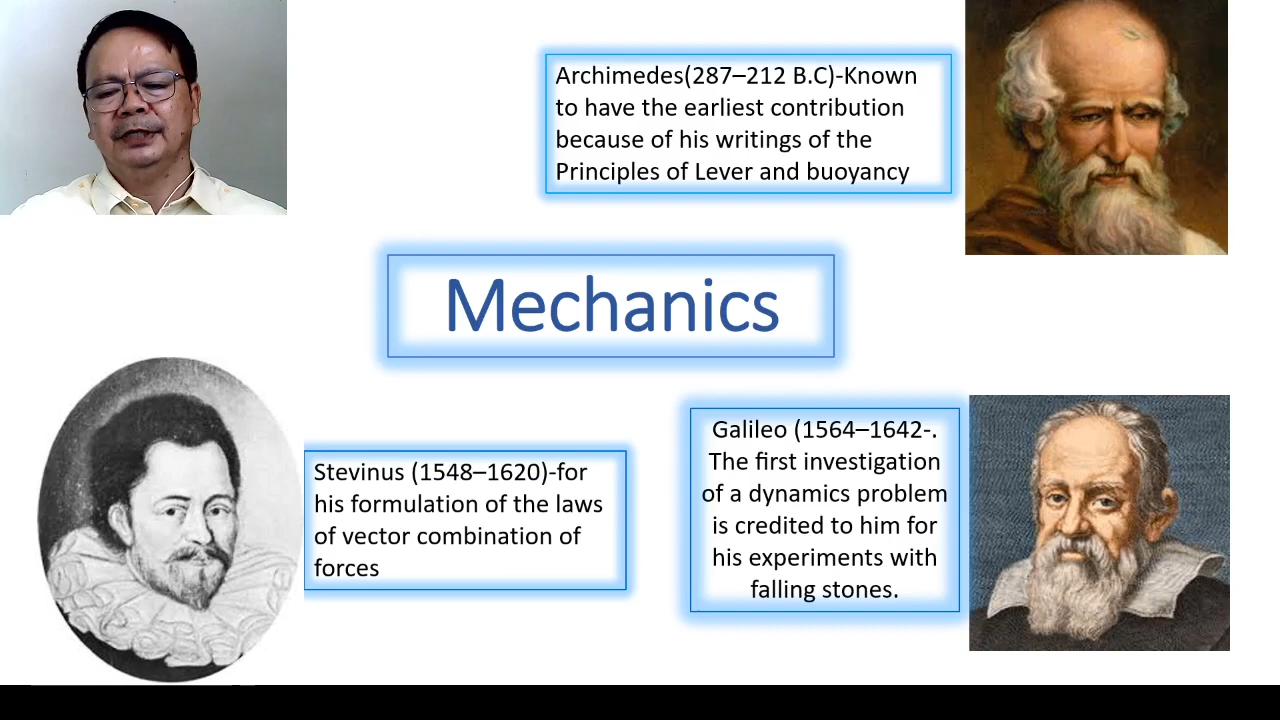 Archimedes(287–212 B.C)-Known
to have the earliest contribution
because of his writings of the
Principles of Lever and buoyancy
Mechanics
Stevinus (1548–1620)-for
his formulation of the laws
of vector combination of
forces
Galileo (1564–1642-.
The first investigation
of a dynamics problem
is credited to him for
his experiments with
falling stones.